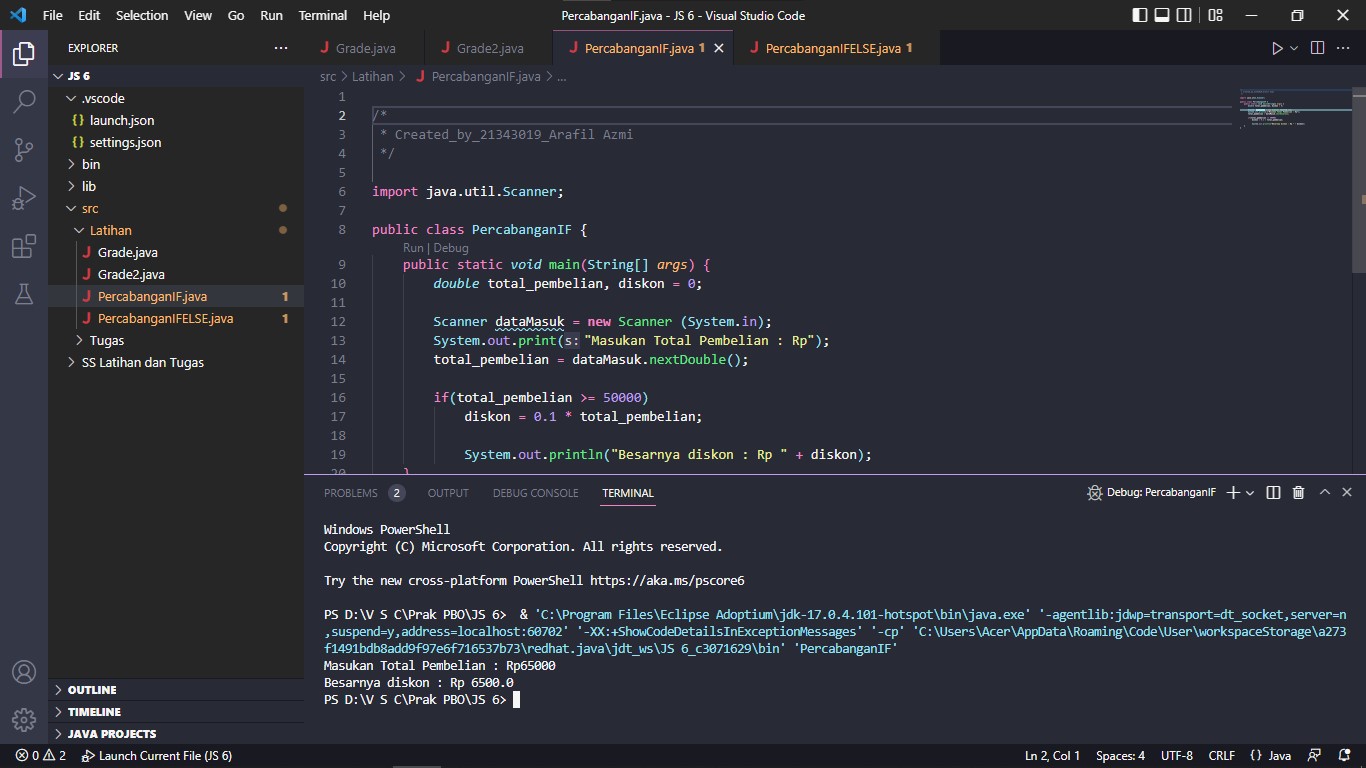 File Edit Selection View Go Run Terminal Help PercabanganIF.java - JS 6 - Visual Studio Code
EXPLORER ...
JS 6
.vscode
{} launch.json
{} settings.json
bin
lib
src
Latihan
J Grade.java
J Grade2.java
J PercabanganIF.java 1
J PercabanganIFELSE.java 1
Tugas
SS Latihan dan Tugas
OUTLINE
TIMELINE
JAVA PROJECTS
J Grade.java J Grade2.java J PercabanganIF.java 1 J PercabanganIFELSE.java 1
src > Latihan > J PercabanganIF.java > ...
1
2 /*
3 * Created_by_21343019_Arafil Azmi
4 */
5
6 import java.util.Scanner;
7
8 public class PercabanganIF {
Run | Debug
9 public static void main(String[] args) {
10 double total_pembelian, diskon = 0;
11
12 Scanner dataMasuk = new Scanner (System.in);
13 System.out.print(s: "Masukan Total Pembelian : Rp");
14 total_pembelian = dataMasuk.nextDouble();
15
16 if(total_pembelian >= 50000)
17 diskon = 0.1 * total_pembelian;
18
19 System.out.println("Besarnya diskon : Rp " + diskon);
20 }
PROBLEMS 2 OUTPUT DEBUG CONSOLE TERMINAL Debug: PercabanganIF
Windows PowerShell
Copyright (C) Microsoft Corporation. All rights reserved.
Try the new cross-platform PowerShell https://aka.ms/pscore6
PS D:\V S C\Prak PBO\JS 6> & 'C:\Program Files\Eclipse Adoptium\jdk-17.0.4.101-hotspot\bin\java.exe' '-agentlib:jdwp=transport=dt_socket,server=n
,suspend=y,address=localhost:60702' '-XX:+ShowCodeDetailsInExceptionMessages' '-cp' 'C:\Users\Acer\AppData\Roaming\Code\User\workspaceStorage\a273
f1491bdb8add9f97e6f716537b73\redhat.java\jdt_ws\JS 6_c3071629\bin' 'PercabanganIF'
Masukan Total Pembelian : Rp65000
Besarnya diskon : Rp 6500.0
PS D:\V S C\Prak PBO\JS 6>
0 2 Launch Current File (JS 6) Ln 2, Col 1 Spaces: 4 UTF-8 CRLF {} Java